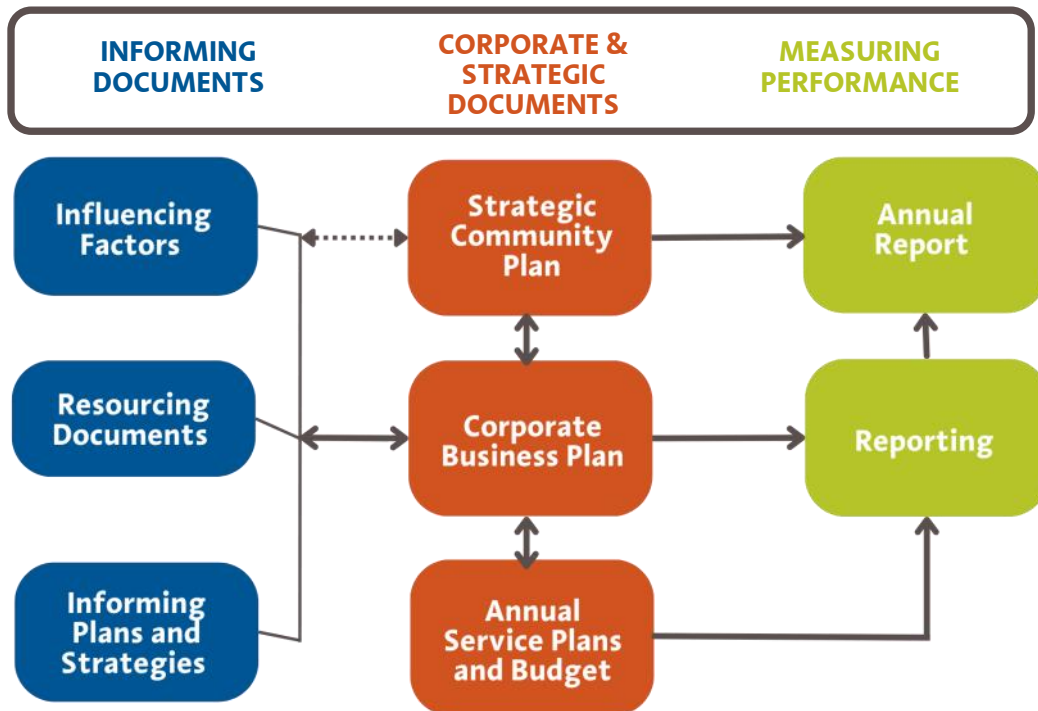 INFORMING
DOCUMENTS
CORPORATE &
STRATEGIC
DOCUMENTS
MEASURING
PERFORMANCE
Influencing
Factors
Strategic
Community
Plan
Annual
Report
Resourcing
Documents
Corporate
Business Plan
Reporting
Informing
Plans and
Strategies
Annual
Service Plans
and Budget